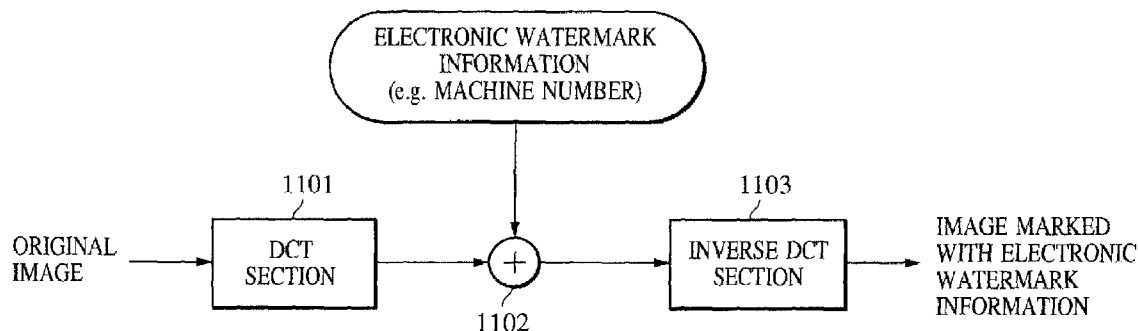 ELECTRONIC WATERMARK
INFORMATION
(e.g. MACHINE NUMBER)
1101
1103
ORIGINAL
IMAGE
DCT
SECTION
INVERSE DCT
SECTION
IMAGE MARKED
WITH ELECTRONIC
WATERMARK
INFORMATION
1102